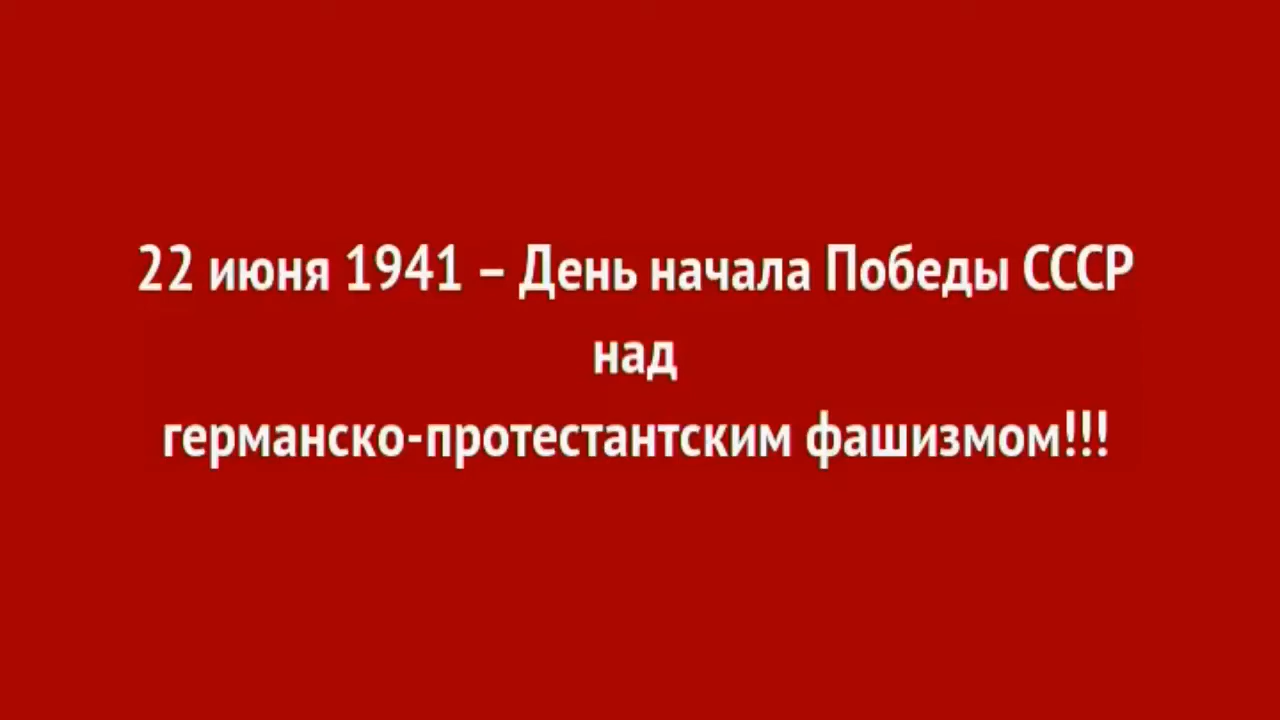 22 июня 1941 – День начала Победы СССР
над
германско-протестантским фашизмом!!!